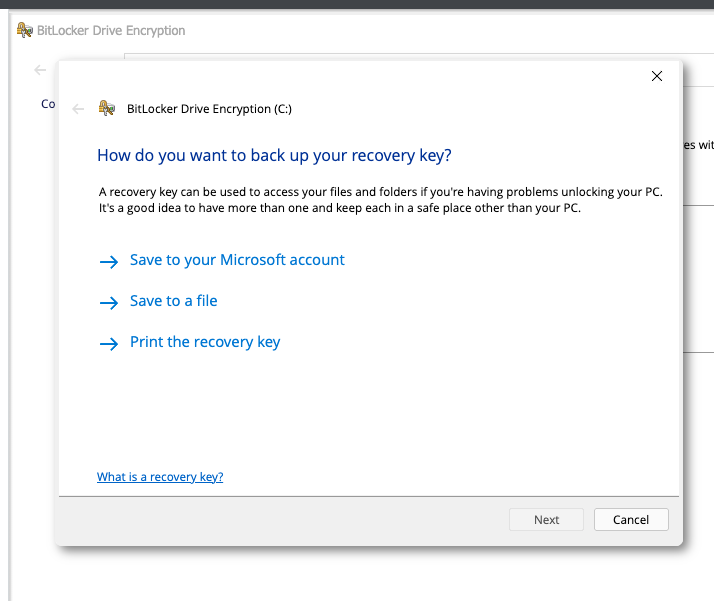 BitLocker Drive Encryption
Co
BitLocker Drive Encryption (C:)
How do you want to back up your recovery key?
es wit
A recovery key can be used to access your files and folders if you're having problems unlocking your PC.
It's a good idea to have more than one and keep each in a safe place other than your PC.
Save to your Microsoft account
Save to a file
Print the recovery key
What is a recovery key?
Next
Cancel